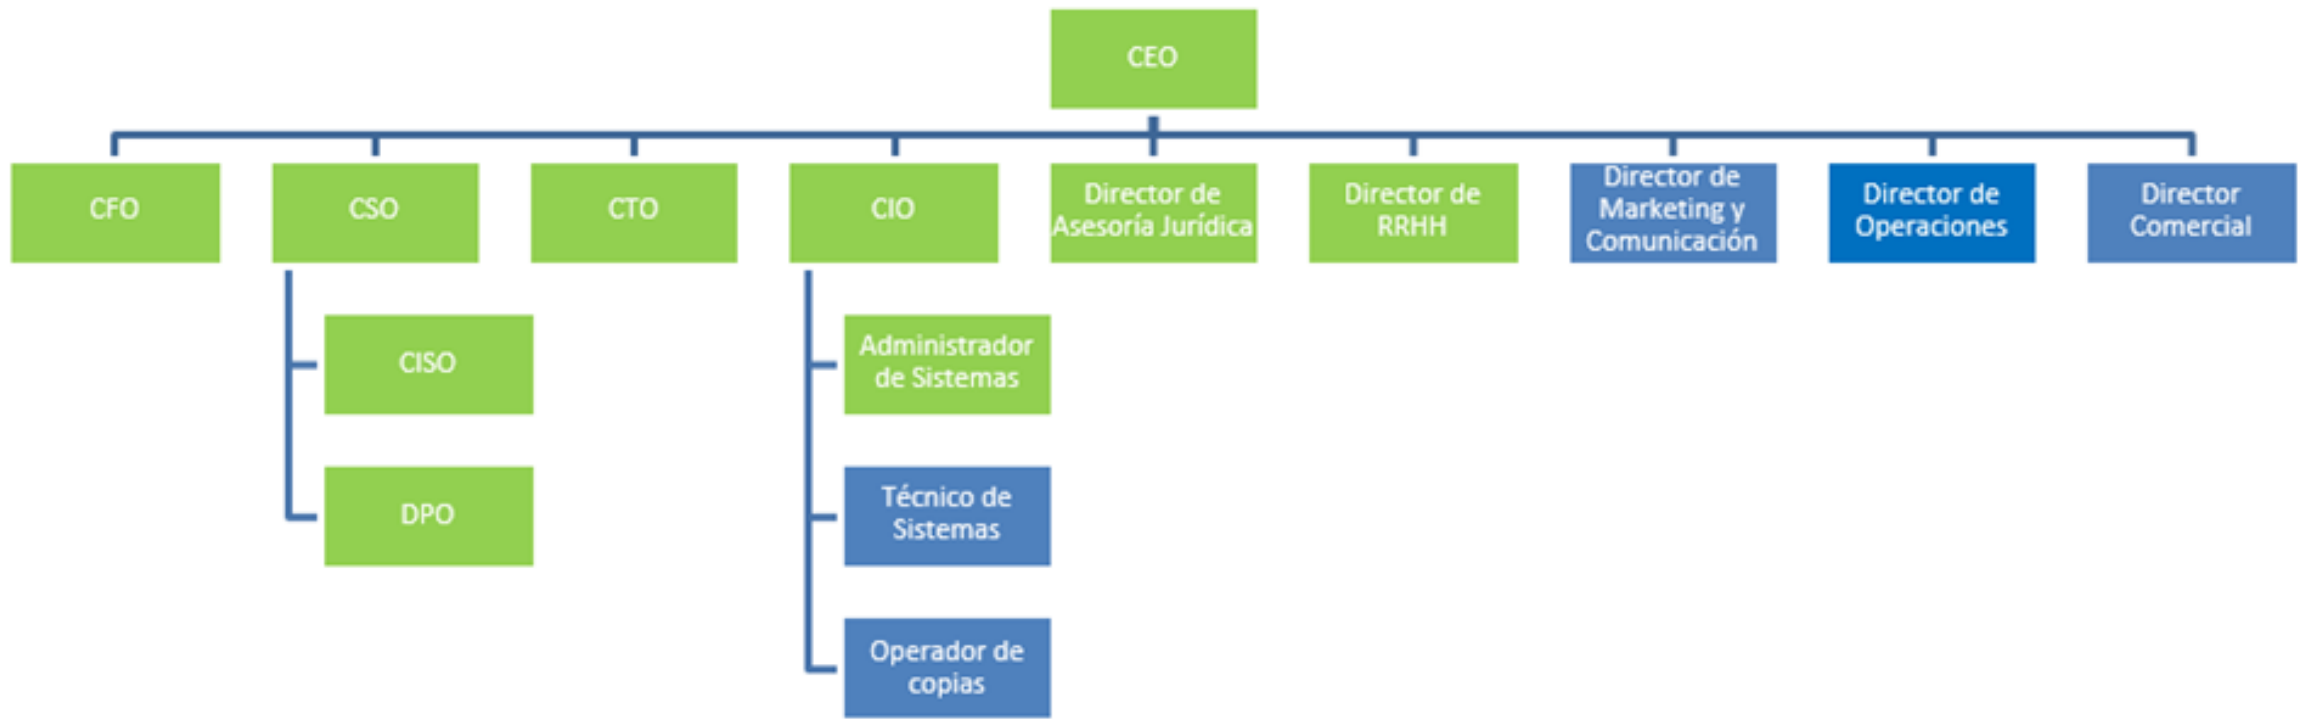 CEO
CFO
CSO
CTO
CIO
Director de
Asesoría Jurídica
Director de
RRHH
Director de
Marketing y
Comunicación
Director de
Operaciones
Director
Comercial
CISO
Administrador
de Sistemas
DPO
Técnico de
Sistemas
Operador de
copias